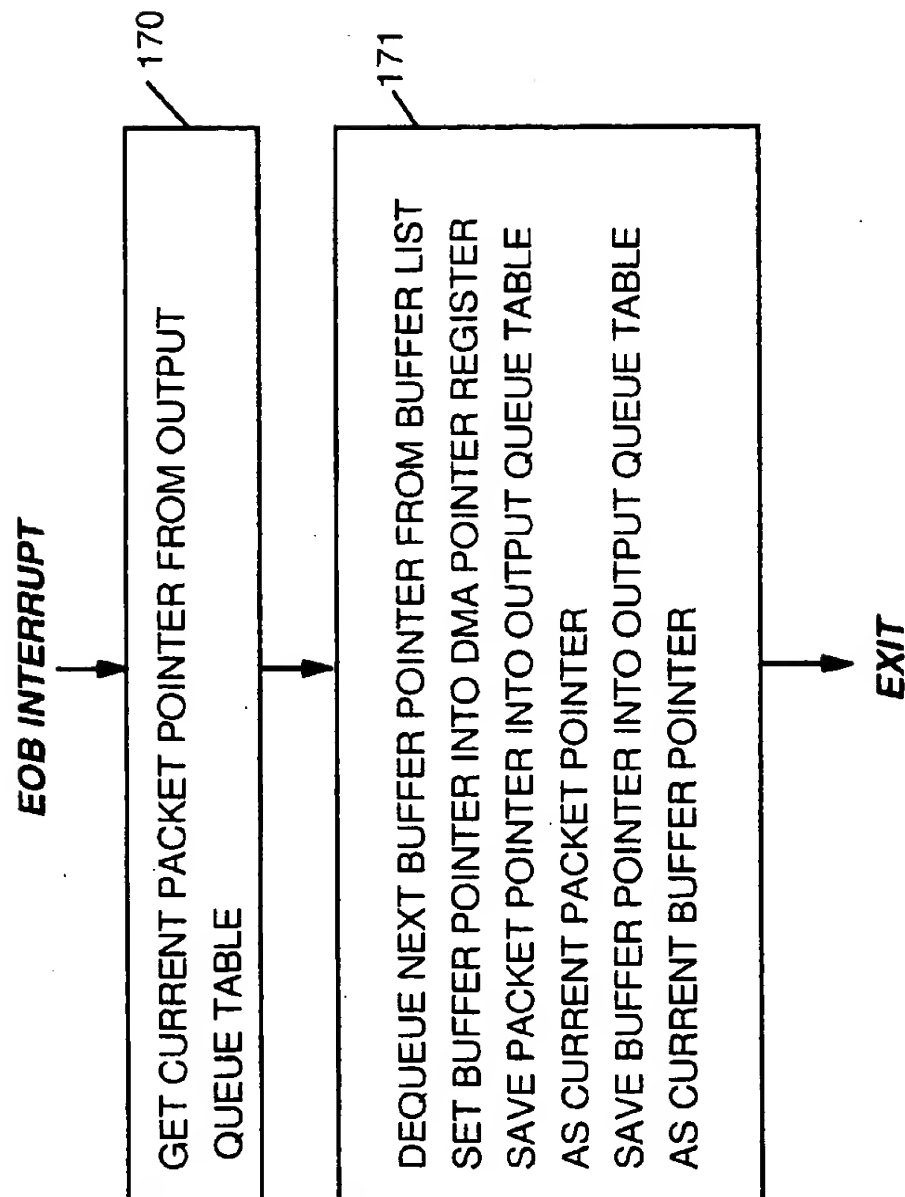 EOB INTERRUPT
170
GET CURRENT PACKET POINTER FROM OUTPUT
QUEUE TABLE
171
DEQUEUE NEXT BUFFER POINTER FROM BUFFER LIST
SET BUFFER POINTER INTO DMA POINTER REGISTER
SAVE PACKET POINTER INTO OUTPUT QUEUE TABLE
AS CURRENT PACKET POINTER
SAVE BUFFER POINTER INTO OUTPUT QUEUE TABLE
AS CURRENT BUFFER POINTER
EXIT